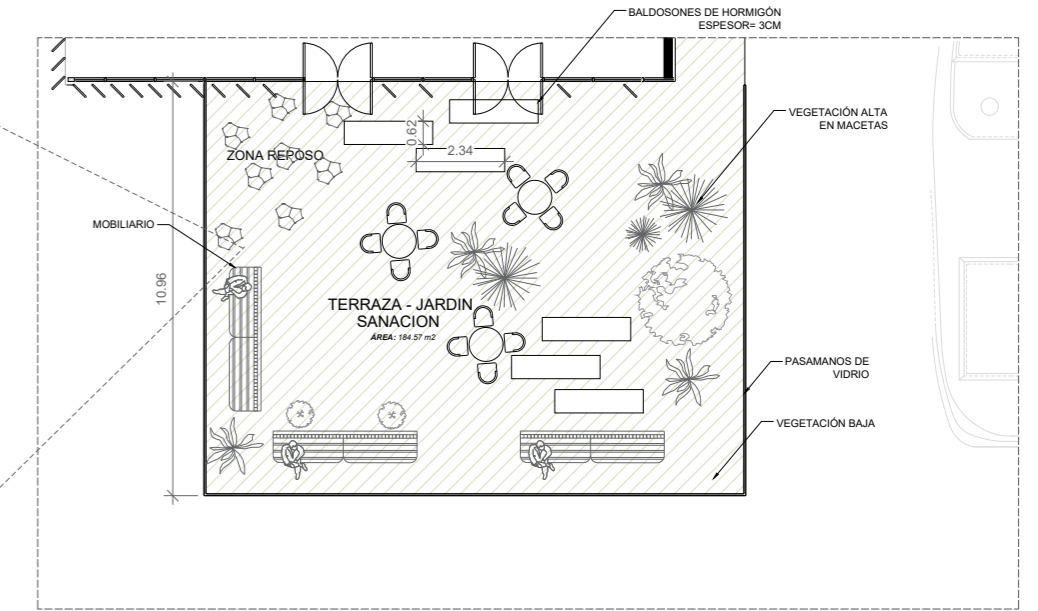 BALDOSONES DE HORMIGÓN
ESPESOR= 3CM
VEGETACIÓN ALTA
EN MACETAS
0.62
2.34
ZONA REPOSO
MOBILIARIO
10.96
TERRAZA - JARDIN
SANACION
ÁREA: 184.57 m2
PASAMANOS DE
VIDRIO
VEGETACIÓN BAJA